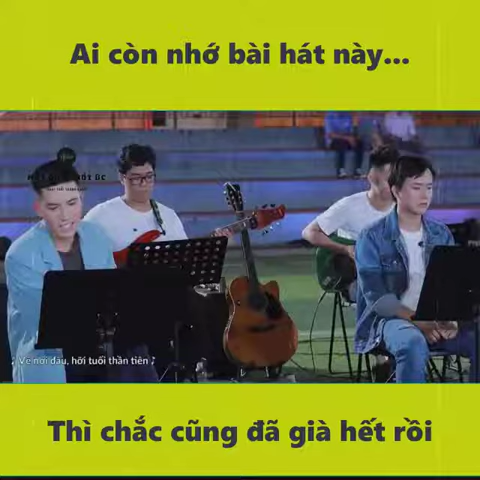 Ai còn nhớ bài hát này...
♪ Về nơi đâu, hỡi tuổi thần tiên ♪
Thì chắc cũng đã già hết rồi